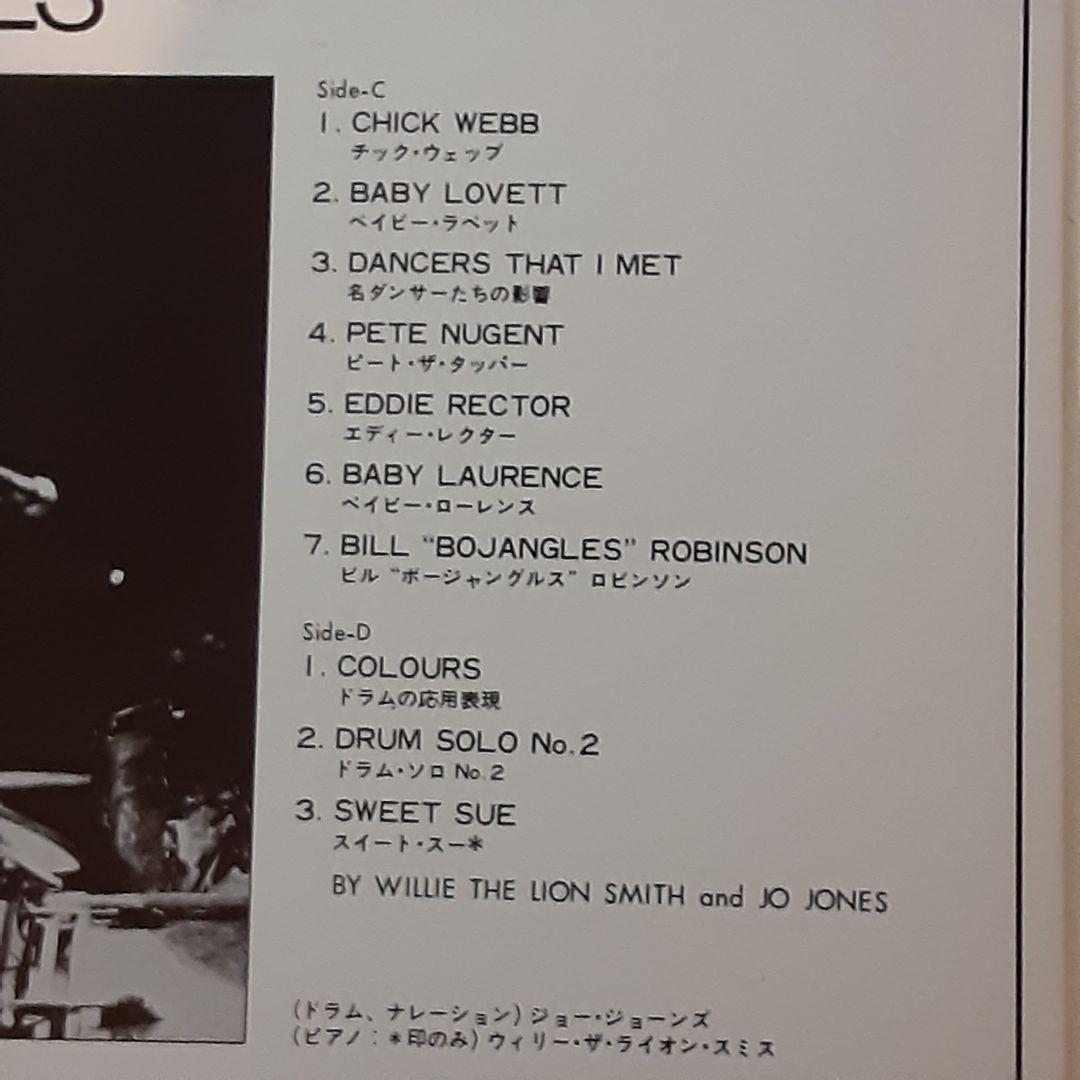 Side-C
1. CHICK WEBB
チック・ウェッブ
2. BABY LOVETT
ベイビー・ラベット
3. DANCERS THAT I MET
名ダンサーたちの影響
4. PETE NUGENT
ピート・ザ・タッパー
5. EDDIE RECTOR
エディー・レクター
6. BABY LAURENCE
ベイビー・ローレンス
7. BILL “BOJANGLES” ROBINSON
ビル “ボージャングルス” ロビンソン
Side-D
1. COLOURS
ドラムの応用表現
2. DRUM SOLO No.2
ドラム・ソロ No.2
3. SWEET SUE
スイート・スー*
BY WILLIE THE LION SMITH and JO JONES
(ドラム、ナレーション) ジョー・ジョーンズ
(ピアノ：*印のみ) ウィリー・ザ・ライオン・スミス